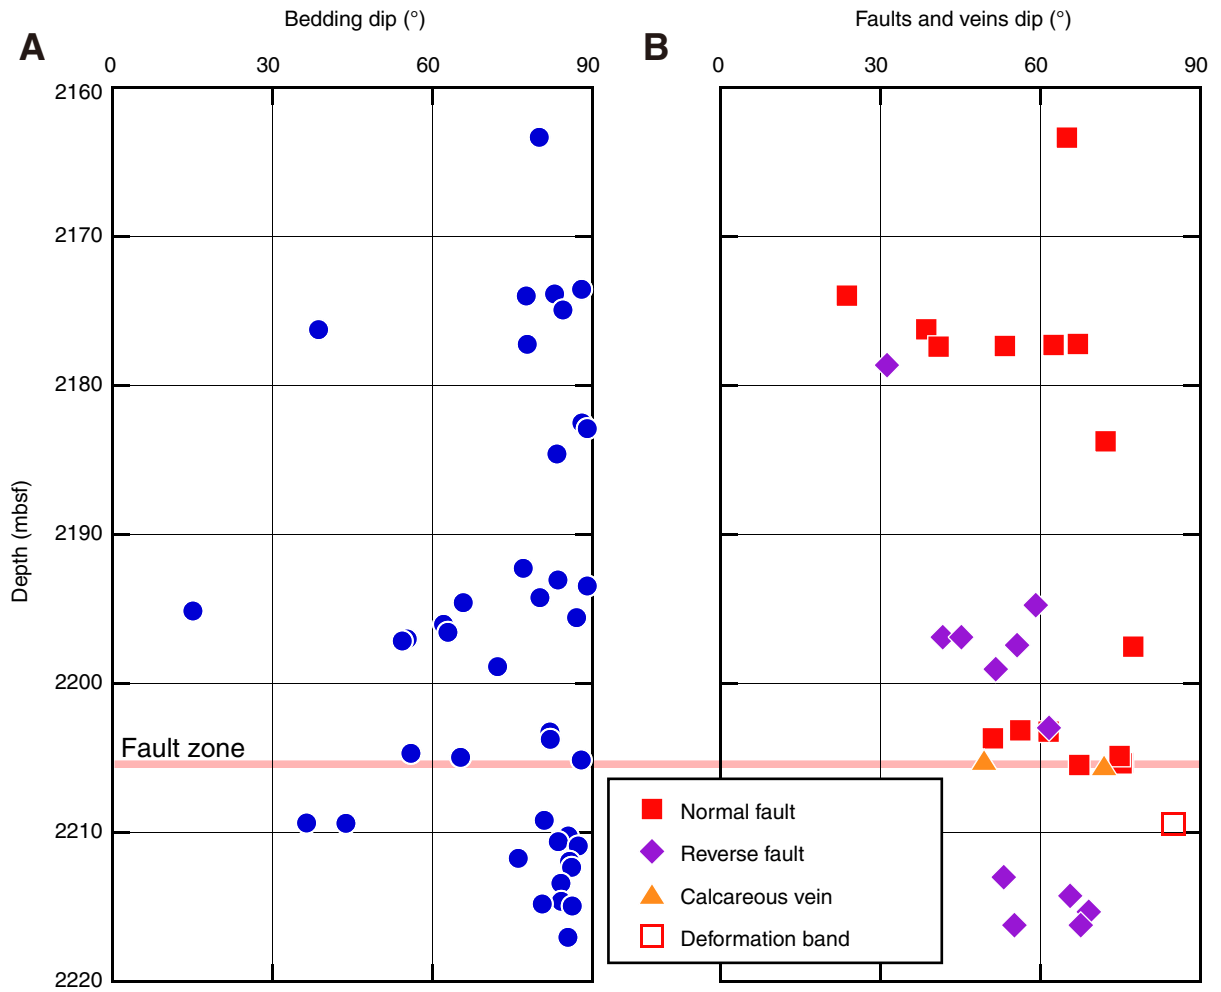 Bedding dip (°)
Faults and veins dip (°)
A
B
0 30 60 90
0 30 60 90
2160
2170
2180
2190
2200
2210
2220
Depth (mbsf)
Fault zone
Normal fault
Reverse fault
Calcareous vein
Deformation band